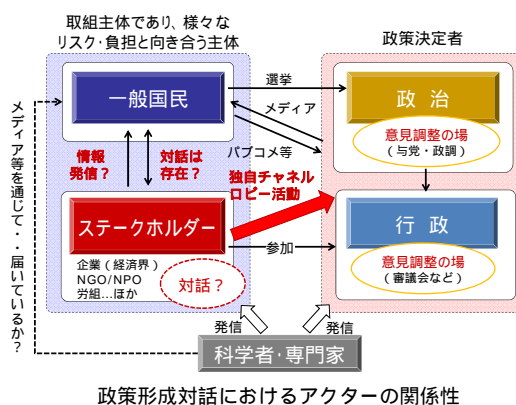 取組主体であり、様々な
リスク・負担と向き合う主体
政策決定者
一般国民
選挙
メディア
パブコメ等
政治
意見調整の場
(与党・政調)
情報
発信?
対話は
存在?
独自チャネル
ロビー活動
ステークホルダー
参加
行政
意見調整の場
(審議会など)
企業(経済界)
NGO/NPO
労組…ほか
対話?
メディア等を通じて・・届いているか?
発信
発信
科学者・専門家
政策形成対話におけるアクターの関係性